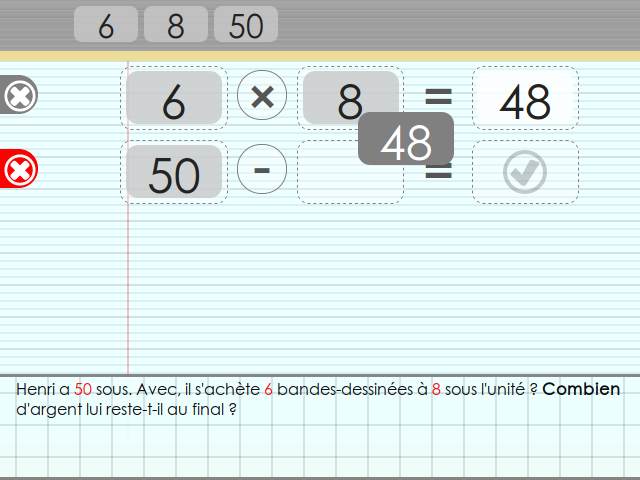 6 8 50
6 × 8 = 48
48
50 - =
Henri a 50 sous. Avec, il s'achète 6 bandes-dessinées à 8 sous l'unité ? Combien
d'argent lui reste-t-il au final ?